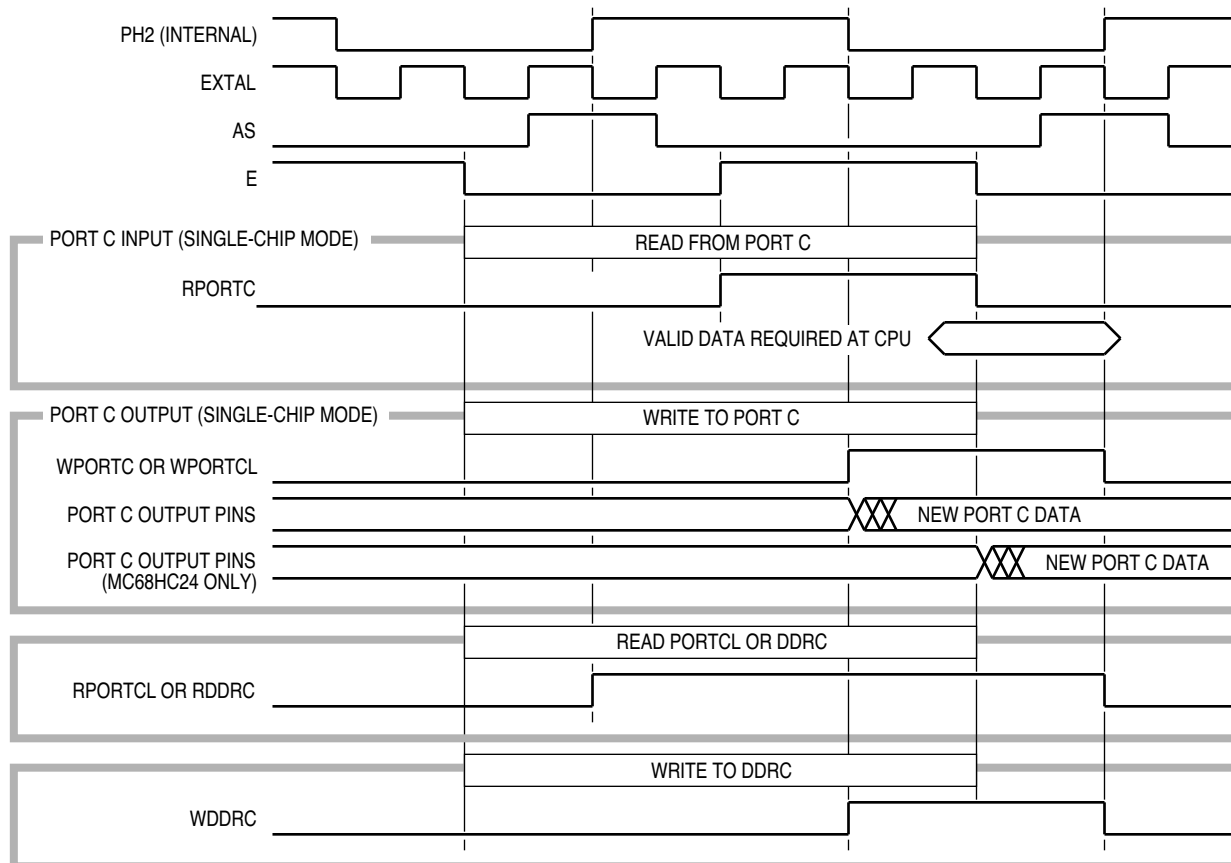 PH2 (INTERNAL)
EXTAL
AS
E
PORT C INPUT (SINGLE-CHIP MODE)
READ FROM PORT C
RPORTC
VALID DATA REQUIRED AT CPU
PORT C OUTPUT (SINGLE-CHIP MODE)
WRITE TO PORT C
WPORTC OR WPORTCL
PORT C OUTPUT PINS
NEW PORT C DATA
PORT C OUTPUT PINS
(MC68HC24 ONLY)
NEW PORT C DATA
READ PORTCL OR DDRC
RPORTCL OR RDDRC
WRITE TO DDRC
WDDRC